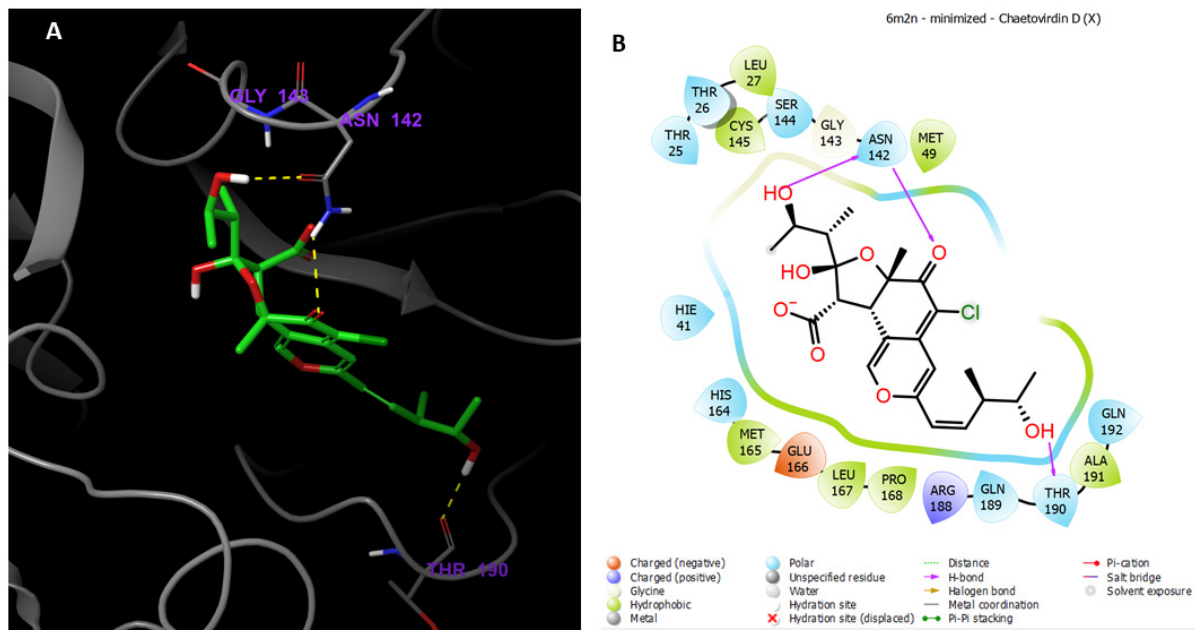 A
GLY 143
ASN 142
THR 190
6m2n - minimized - Chaetovirdin D (X)
B
LEU
27
THR
26
SER
144
THR
25
CYS
145
GLY
143
ASN
142
MET
49
HO
O
O
HO
O⁻
O
Cl
O
OH
HIE
41
HIS
164
MET
165
GLU
166
LEU
167
PRO
168
ARG
188
GLN
189
THR
190
ALA
191
GLN
192
Charged (negative)
Charged (positive)
Glycine
Hydrophobic
Metal
Polar
Unspecified residue
Water
Hydration site
Hydration site (displaced)
Distance
H-bond
Halogen bond
Metal coordination
Pi-Pi stacking
Pi-cation
Salt bridge
Solvent exposure